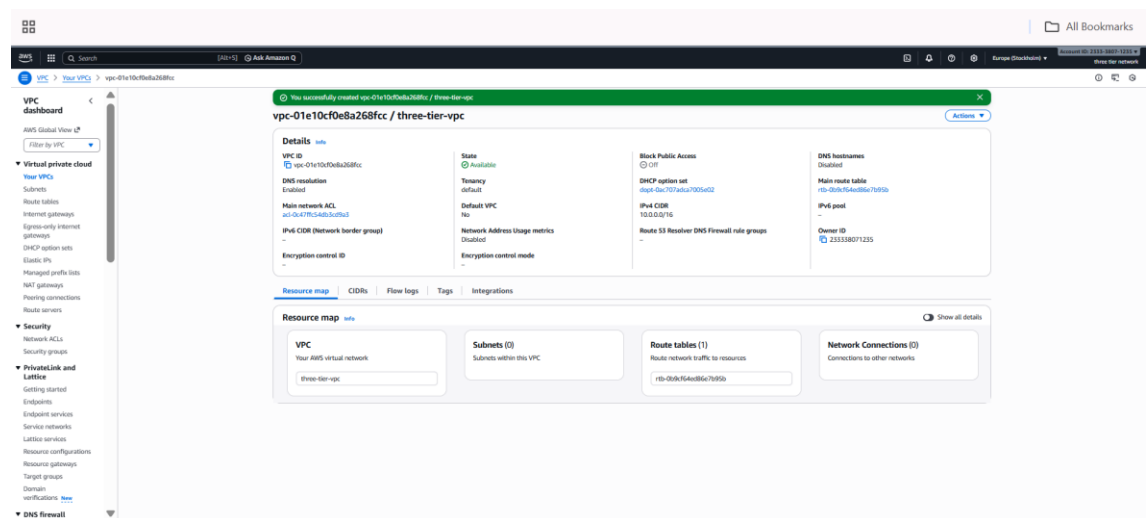 All Bookmarks
aws
Search
[Alt+S]
Ask Amazon Q
Europe (Stockholm)
three tier network
VPC > Your VPCs > vpc-01e10cf0e8a268fcc
VPC dashboard
AWS Global View
Filter by VPC
Virtual private cloud
Your VPCs
Subnets
Route tables
Internet gateways
Egress-only internet
gateways
DHCP option sets
Elastic IPs
Managed prefix lists
NAT gateways
Peering connections
Route servers
Security
Network ACLs
Security groups
PrivateLink and
Lattice
Getting started
Endpoints
Endpoint services
Service networks
Lattice services
Resource configurations
Resource gateways
Target groups
Domain
verifications New
DNS firewall
You successfully created vpc-01e10cf0e8a268fcc / three-tier-vpc
vpc-01e10cf0e8a268fcc / three-tier-vpc
Actions
Details Info
VPC ID
vpc-01e10cf0e8a268fcc
State
Available
Block Public Access
Off
DNS hostnames
Disabled
DNS resolution
Enabled
Tenancy
default
DHCP option set
dopt-0ac707adca7005e02
Main route table
rtb-0b9cf64ed86e7b95b
Main network ACL
acl-0c47ffc54db3cd9a3
Default VPC
No
IPv4 CIDR
10.0.0.0/16
IPv6 pool
–
IPv6 CIDR (Network border group)
–
Network Address Usage metrics
Disabled
Route 53 Resolver DNS Firewall rule groups
–
Owner ID
233338071235
Encryption control ID
–
Encryption control mode
–
Resource map
CIDRs
Flow logs
Tags
Integrations
Resource map Info
Show all details
VPC
Your AWS virtual network
three-tier-vpc
Subnets (0)
Subnets within this VPC
Route tables (1)
Route network traffic to resources
rtb-0b9cf64ed86e7b95b
Network Connections (0)
Connections to other networks